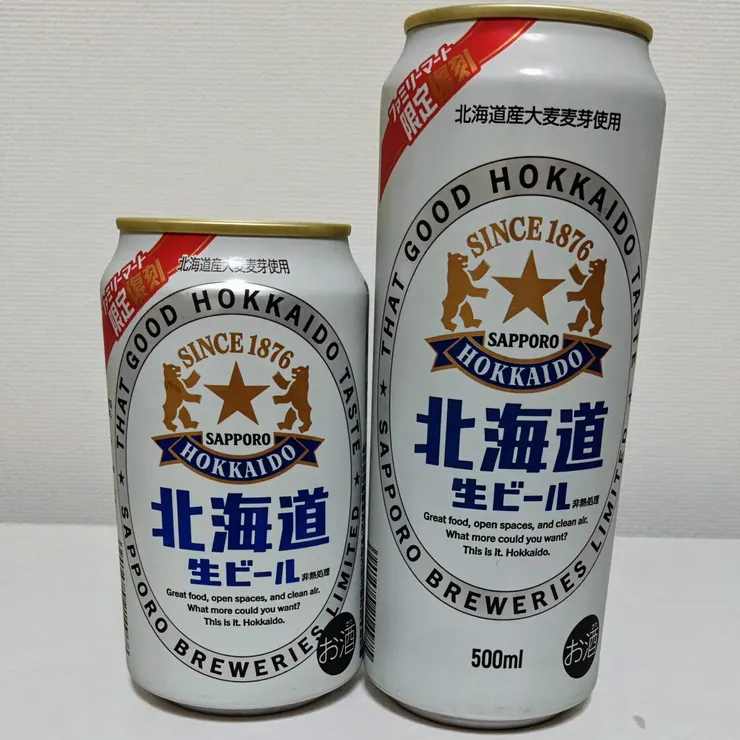 ファミリーマート
限定復刻
北海道産大麦麦芽使用
THAT GOOD HOKKAIDO TASTE
SINCE 1876
SAPPORO
HOKKAIDO
北海道
生ビール 非熱処理
Great food, open spaces, and clean air.
What more could you want?
This is it. Hokkaido.
★ SAPPORO BREWERIES LIMITED ★
お酒
ファミリーマート
限定復刻
北海道産大麦麦芽使用
THAT GOOD HOKKAIDO TASTE
SINCE 1876
SAPPORO
HOKKAIDO
北海道
生ビール 非熱処理
Great food, open spaces, and clean air.
What more could you want?
This is it. Hokkaido.
★ SAPPORO BREWERIES LIMITED ★
500ml
お酒